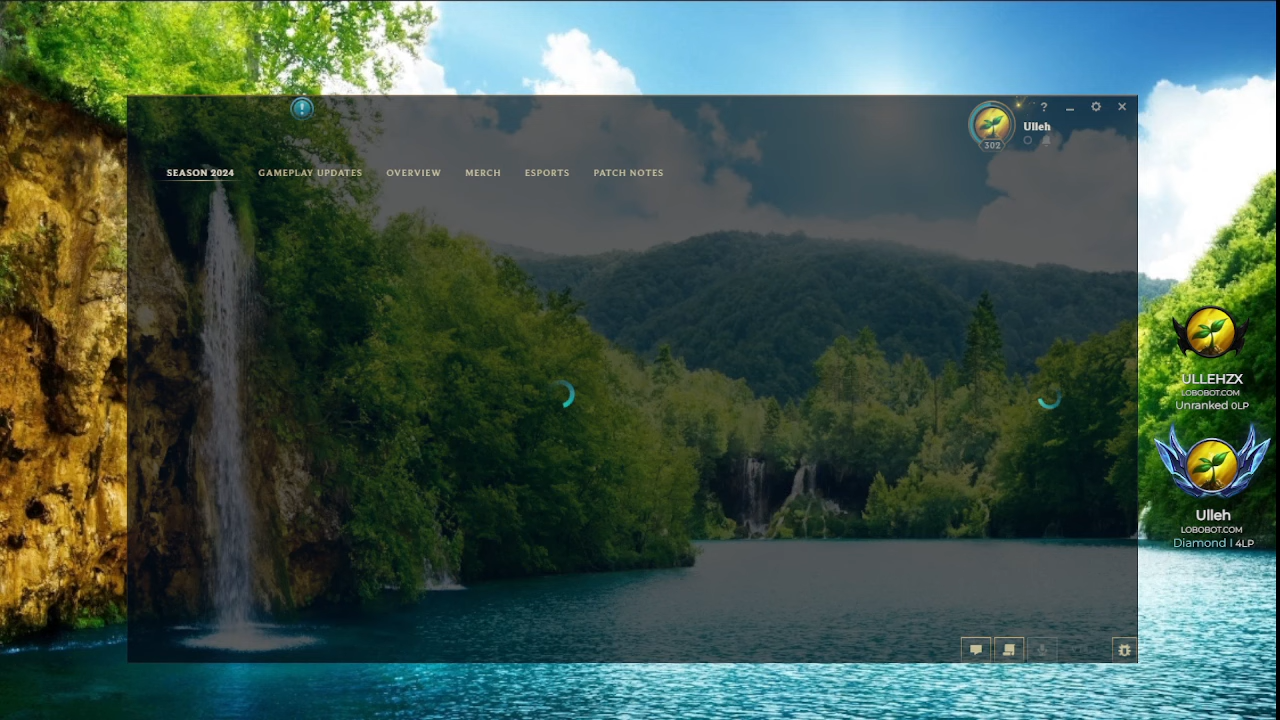 ?
Ulleh
302
SEASON 2024 GAMEPLAY UPDATES OVERVIEW MERCH ESPORTS PATCH NOTES
ULLEHZX
LOBOBOT.COM
Unranked 0LP
Ulleh
LOBOBOT.COM
Diamond I 4LP